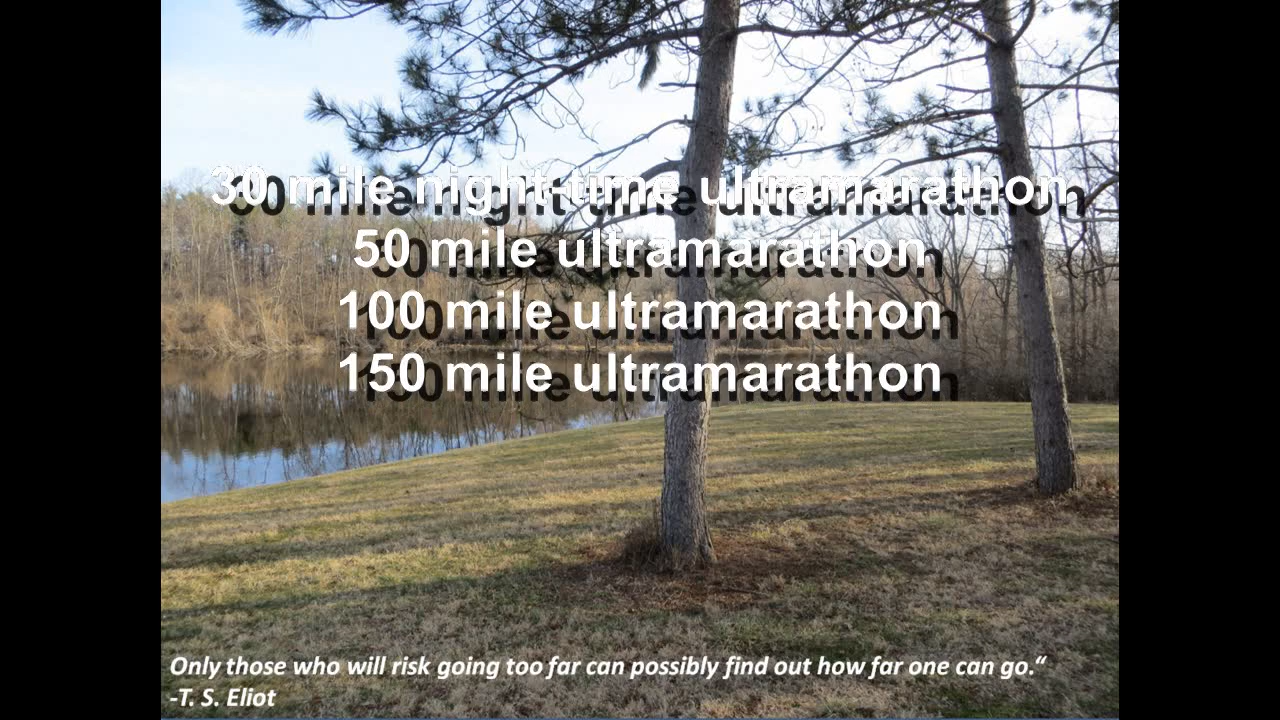 30 mile night-time ultramarathon
50 mile ultramarathon
100 mile ultramarathon
150 mile ultramarathon
Only those who will risk going too far can possibly find out how far one can go.“
-T. S. Eliot